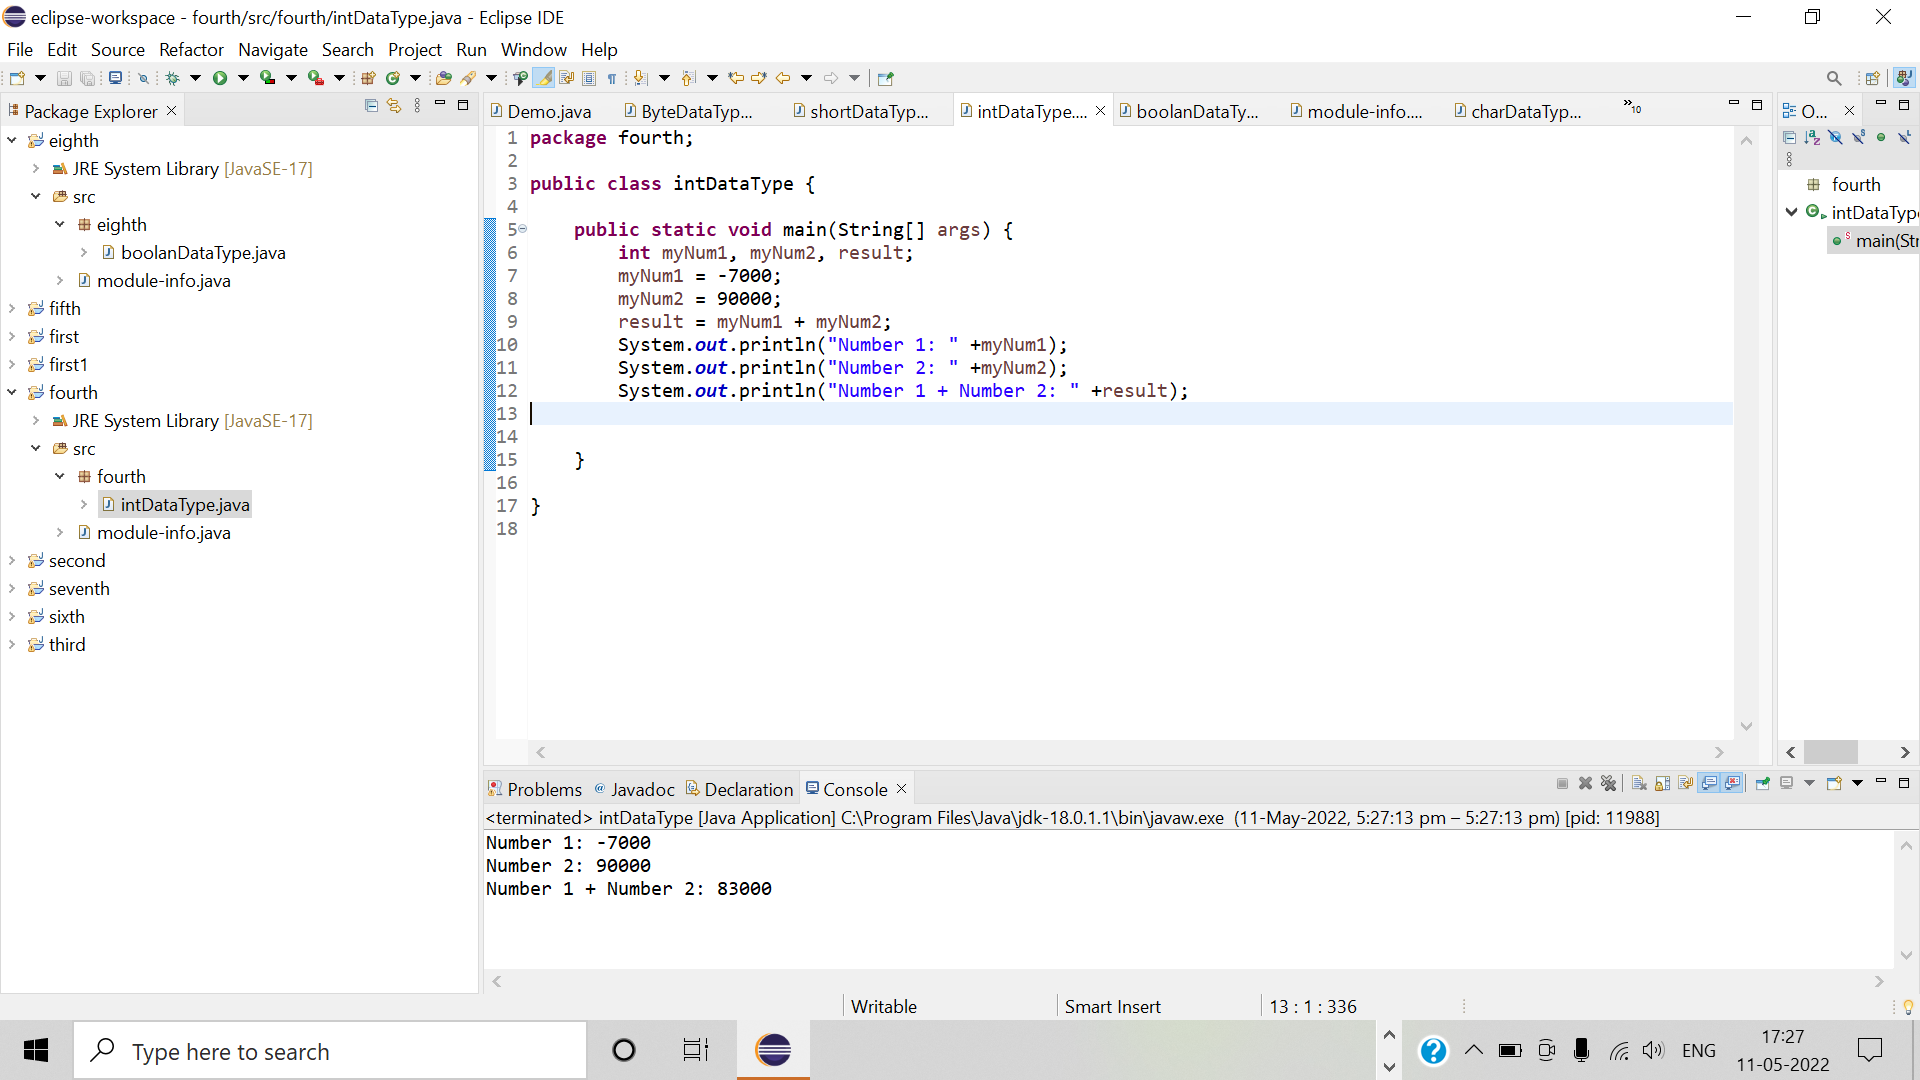 eclipse-workspace - fourth/src/fourth/intDataType.java - Eclipse IDE
File Edit Source Refactor Navigate Search Project Run Window Help
Package Explorer
eighth
JRE System Library [JavaSE-17]
src
eighth
boolanDataType.java
module-info.java
fifth
first
first1
fourth
JRE System Library [JavaSE-17]
src
fourth
intDataType.java
module-info.java
second
seventh
sixth
third
Demo.java ByteDataTyp... shortDataTyp... intDataType.... boolanDataTy... module-info.... charDataTyp... »10
1 package fourth;
2
3 public class intDataType {
4
5 public static void main(String[] args) {
6 int myNum1, myNum2, result;
7 myNum1 = -7000;
8 myNum2 = 90000;
9 result = myNum1 + myNum2;
10 System.out.println("Number 1: " +myNum1);
11 System.out.println("Number 2: " +myNum2);
12 System.out.println("Number 1 + Number 2: " +result);
13
14
15 }
16
17 }
18
O...
fourth
intDataType
main(Str
Problems Javadoc Declaration Console
<terminated> intDataType [Java Application] C:\Program Files\Java\jdk-18.0.1.1\bin\javaw.exe (11-May-2022, 5:27:13 pm – 5:27:13 pm) [pid: 11988]
Number 1: -7000
Number 2: 90000
Number 1 + Number 2: 83000
Writable Smart Insert 13 : 1 : 336
Type here to search
ENG
17:27
11-05-2022